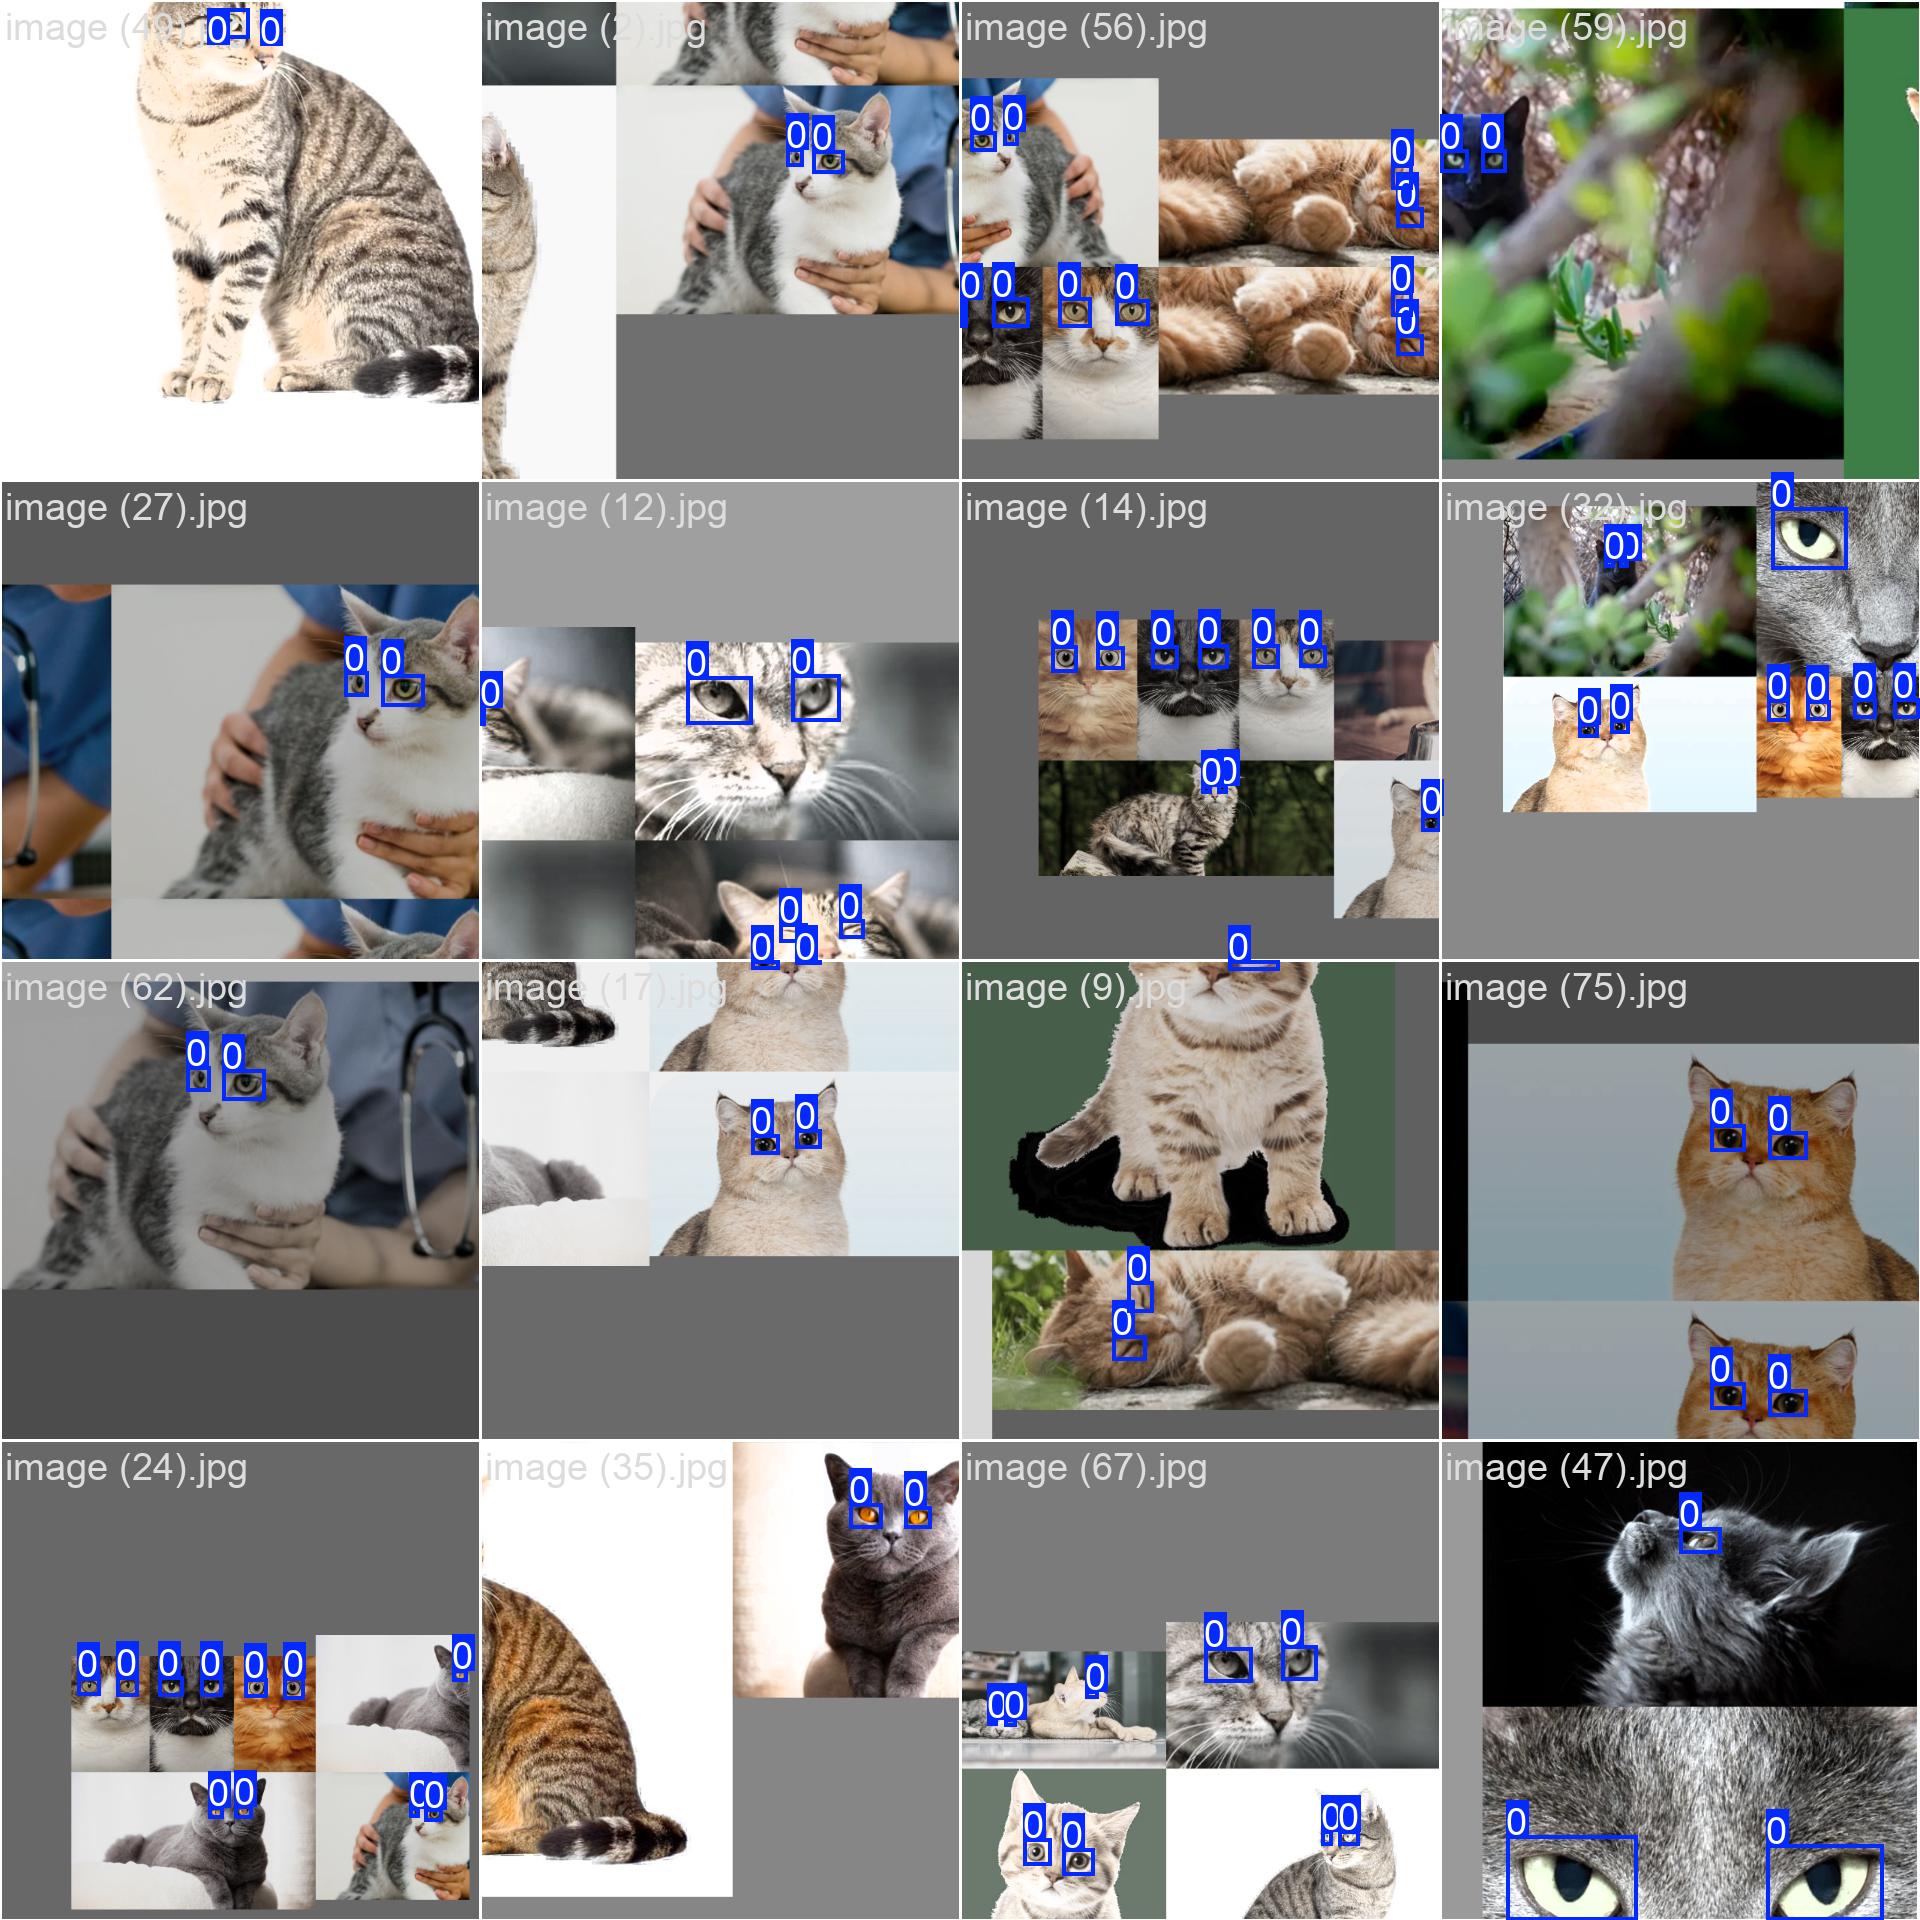 image (49).jpg
0 0
image (2).jpg
0 0
image (56).jpg
0 0
0
0
0 0 0 0
0
0
image (59).jpg
0 0
image (27).jpg
0 0
image (12).jpg
0 0
0
0 0
image (14).jpg
0 0 0 0 0 0
0 0
0
image (32).jpg
0
0 0
0 0 0 0
0 0
image (62).jpg
0 0
image (17).jpg
0 0
0 0
image (9).jpg
0
0
0
image (75).jpg
0 0
0 0
image (24).jpg
0 0 0 0 0 0
0
0 0 0 0
image (35).jpg
0 0
image (67).jpg
0 0
0
0 0
0 0
0 0
image (47).jpg
0
0 0